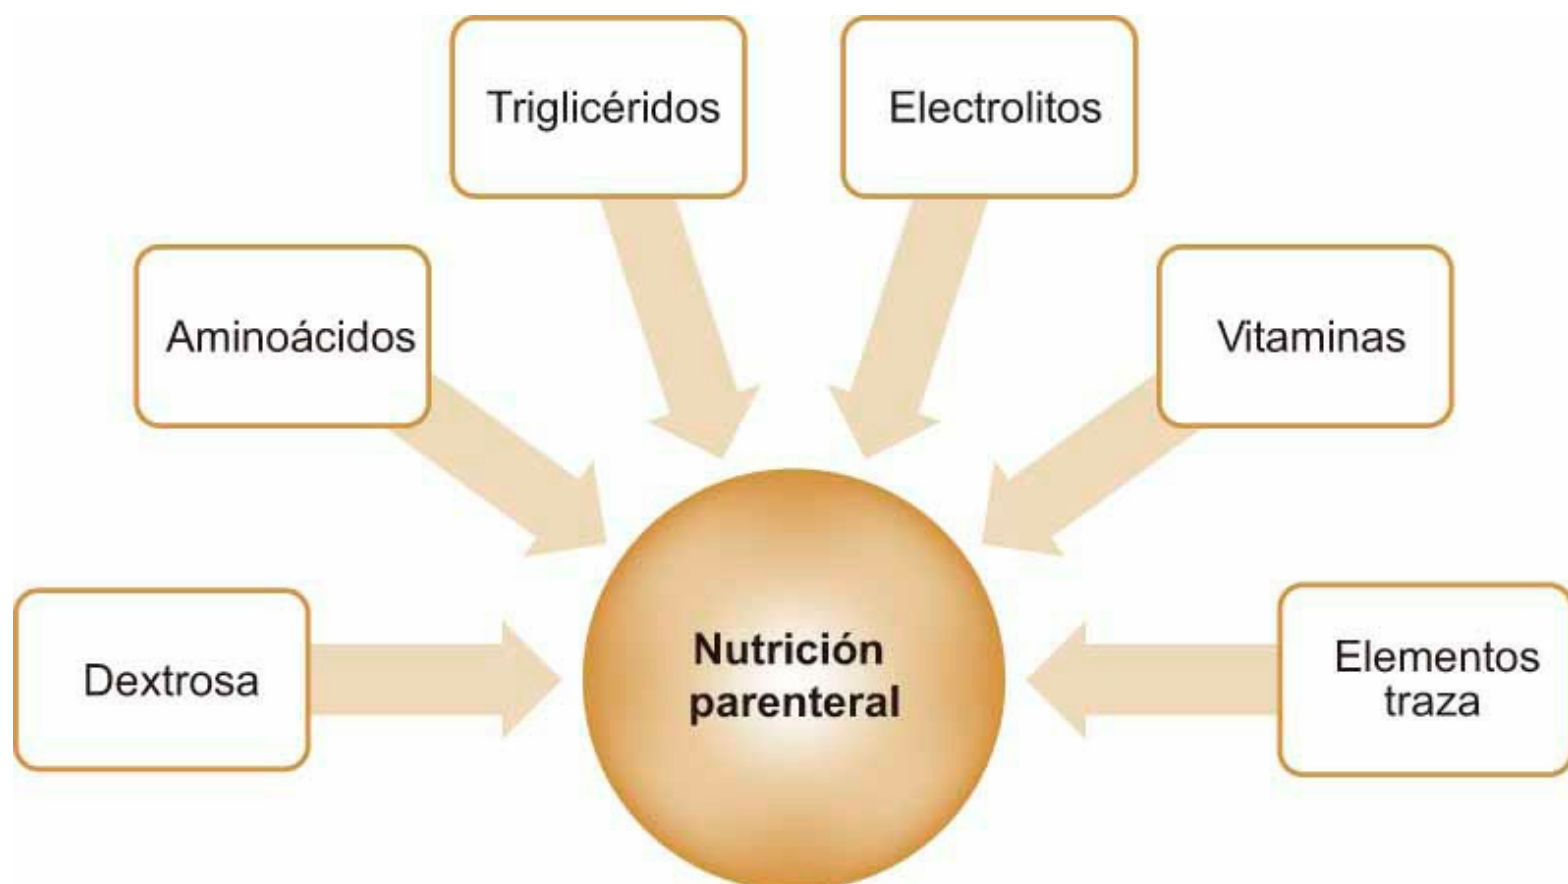 Triglicéridos
Electrolitos
Aminoácidos
Vitaminas
Dextrosa
Nutrición
parenteral
Elementos
traza